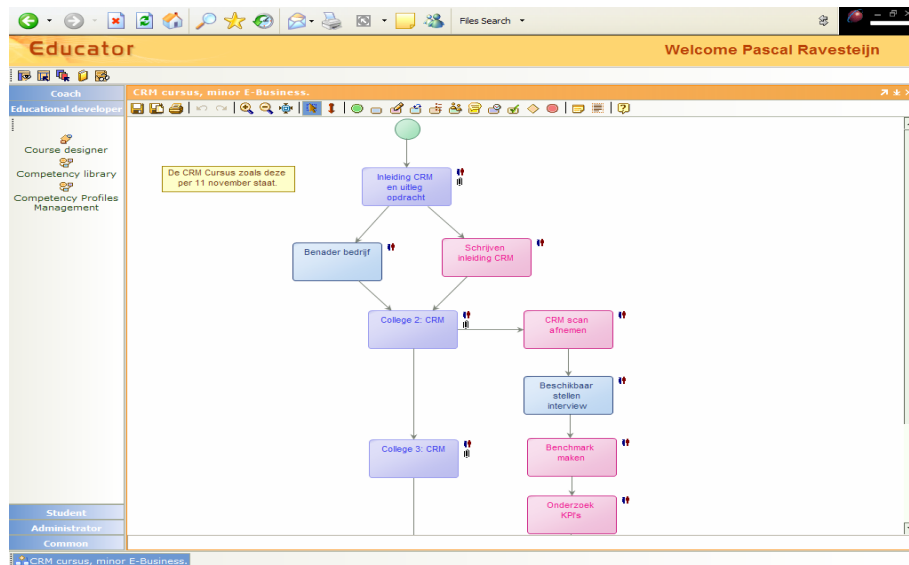 Files Search
Educator
Welcome Pascal Ravesteijn
Coach
CRM cursus, minor E-Business.
Educational developer
Course designer
Competency library
Competency Profiles
Management
De CRM Cursus zoals deze
per 11 november staat.
Inleiding CRM
en uitleg
opdracht
Benader bedrijf
Schrijven
inleiding CRM
College 2: CRM
CRM scan
afnemen
Beschikbaar
stellen
interview
College 3: CRM
Benchmark
maken
Onderzoek
KPI's
Student
Administrator
Common
CRM cursus, minor E-Business.